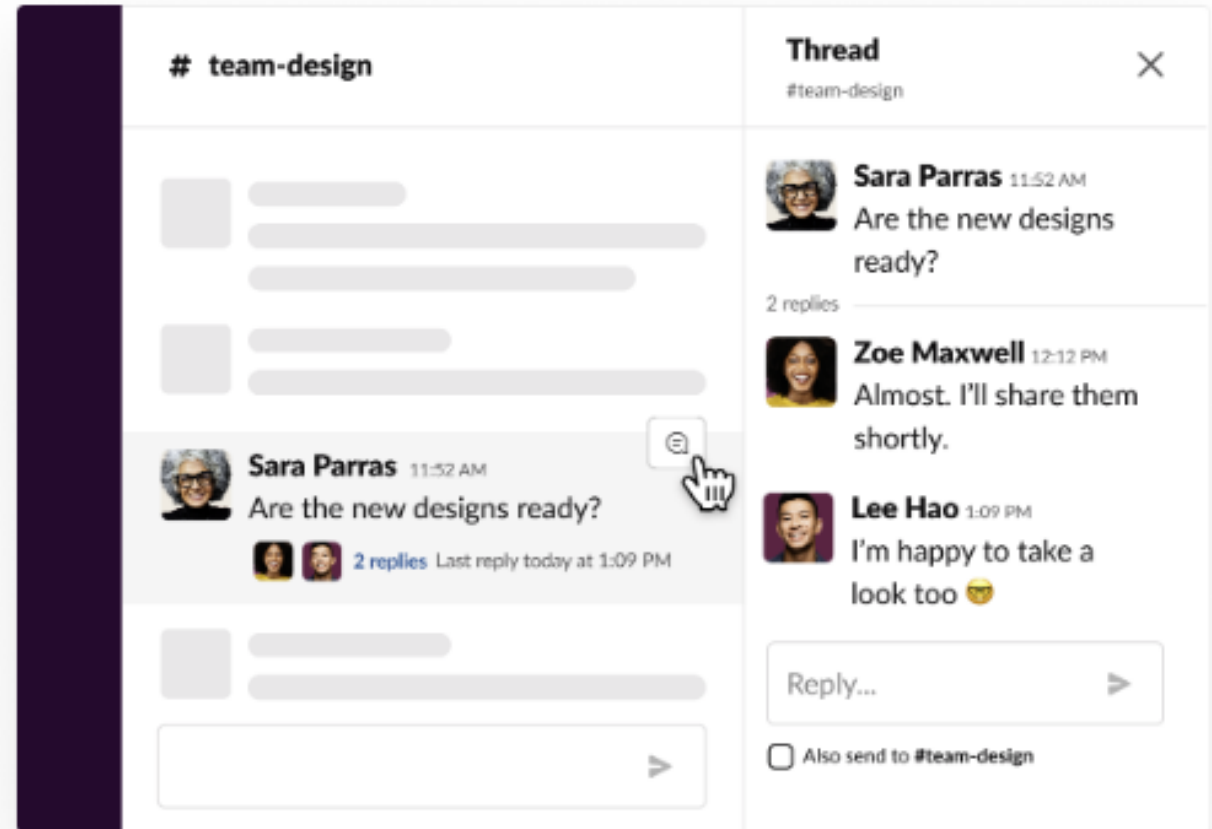 # team-design
Sara Parras 11:52 AM
Are the new designs ready?
2 replies Last reply today at 1:09 PM
Thread
#team-design
Sara Parras 11:52 AM
Are the new designs
ready?
2 replies
Zoe Maxwell 12:12 PM
Almost. I’ll share them
shortly.
Lee Hao 1:09 PM
I’m happy to take a
look too 🤓
Reply...
Also send to #team-design